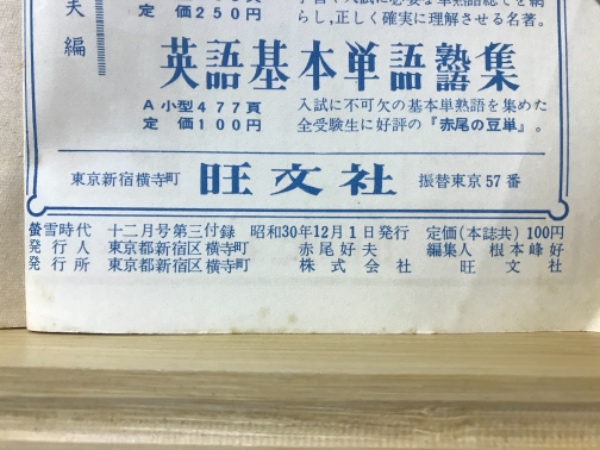 夫編
定価250円
らし,正しく確実に理解させる名著。
英語基本単語熟語集
A小型477頁
定価100円
入試に不可欠の基本単熟語を集めた
全受験生に好評の『赤尾の豆単』。
東京新宿横寺町 旺文社 振替東京57番
螢雪時代 十二月号第三付録 昭和30年12月1日発行 定価(本誌共)100円
発行人 東京都新宿区横寺町 赤尾好夫 編集人 根本峰好
発行所 東京都新宿区横寺町 株式会社 旺文社